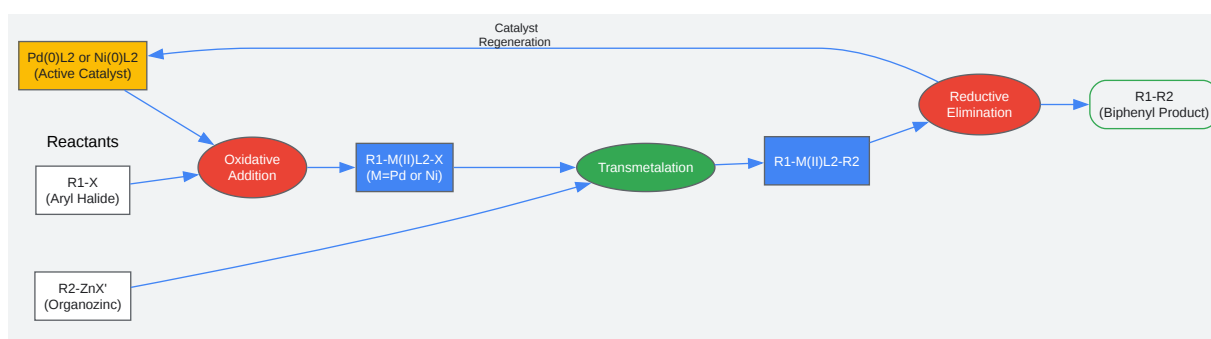 Catalyst
Regeneration
Pd(0)L2 or Ni(0)L2
(Active Catalyst)
Reactants
R1-X
(Aryl Halide)
R2-ZnX'
(Organozinc)
Oxidative
Addition
R1-M(II)L2-X
(M=Pd or Ni)
Transmetalation
R1-M(II)L2-R2
Reductive
Elimination
R1-R2
(Biphenyl Product)